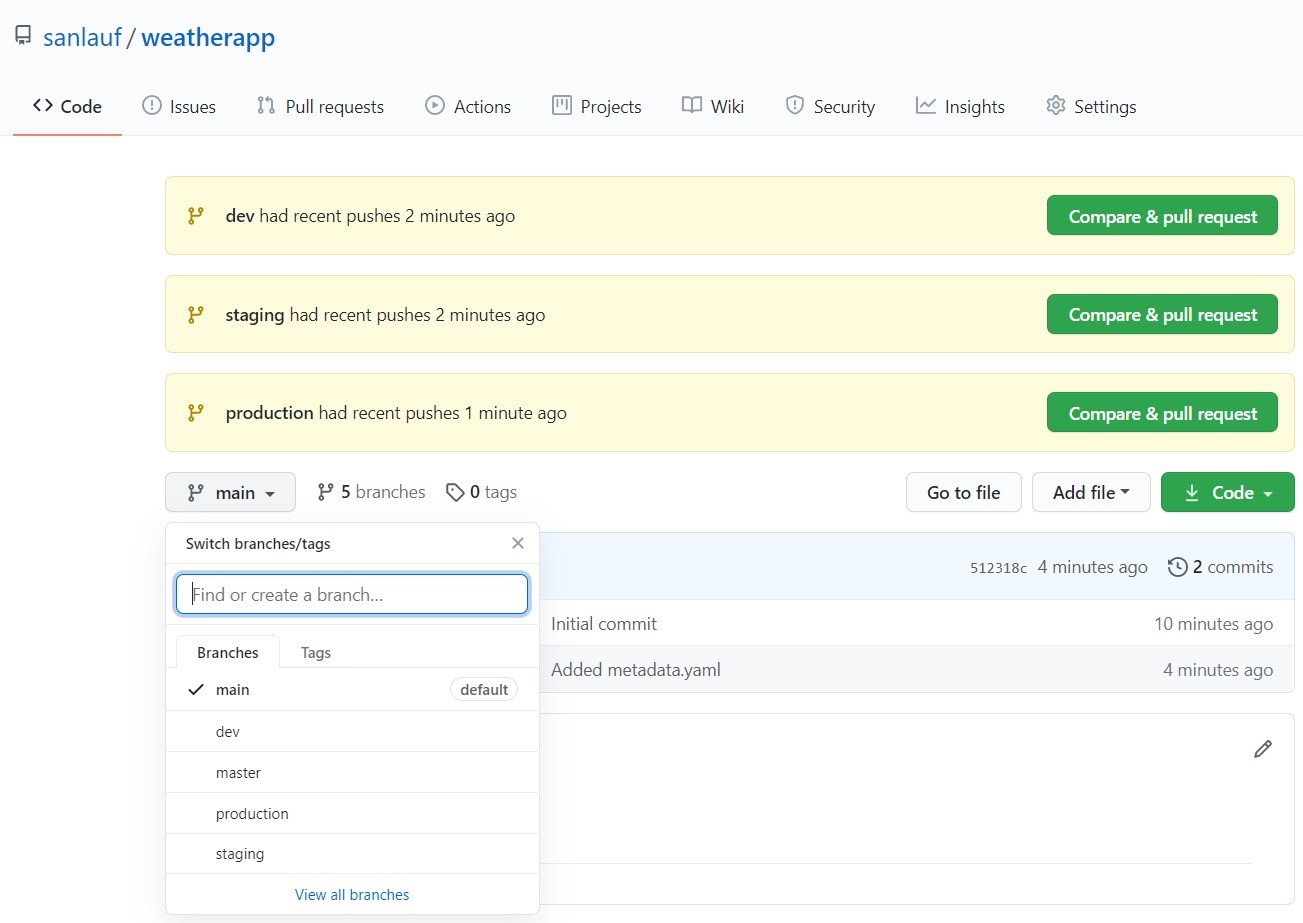 sanlauf / weatherapp
Code Issues Pull requests Actions Projects Wiki Security Insights Settings
dev had recent pushes 2 minutes ago Compare & pull request
staging had recent pushes 2 minutes ago Compare & pull request
production had recent pushes 1 minute ago Compare & pull request
main 5 branches 0 tags Go to file Add file Code
Switch branches/tags
512318c 4 minutes ago 2 commits
Find or create a branch...
Initial commit 10 minutes ago
Branches Tags
Added metadata.yaml 4 minutes ago
main default
dev
master
production
staging
View all branches